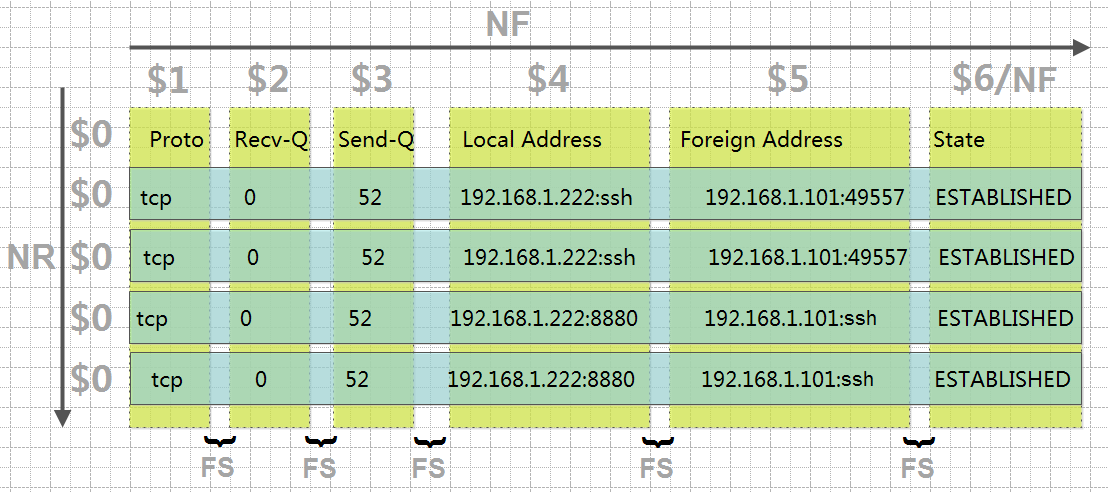 NF
$1 $2 $3 $4 $5 $6/NF
$0 Proto Recv-Q Send-Q Local Address Foreign Address State
$0 tcp 0 52 192.168.1.222:ssh 192.168.1.101:49557 ESTABLISHED
NR $0 tcp 0 52 192.168.1.222:ssh 192.168.1.101:49557 ESTABLISHED
$0 tcp 0 52 192.168.1.222:8880 192.168.1.101:ssh ESTABLISHED
$0 tcp 0 52 192.168.1.222:8880 192.168.1.101:ssh ESTABLISHED
FS FS FS FS FS